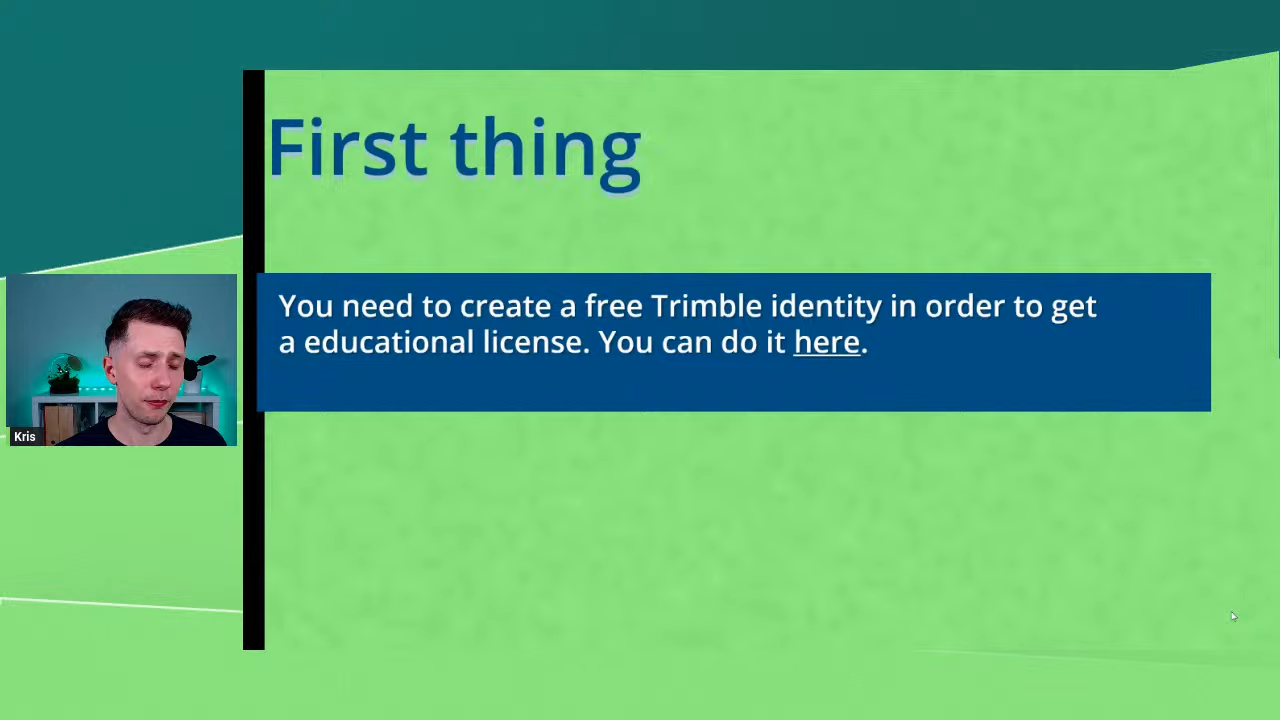 First thing
You need to create a free Trimble identity in order to get
a educational license. You can do it here.
Kris